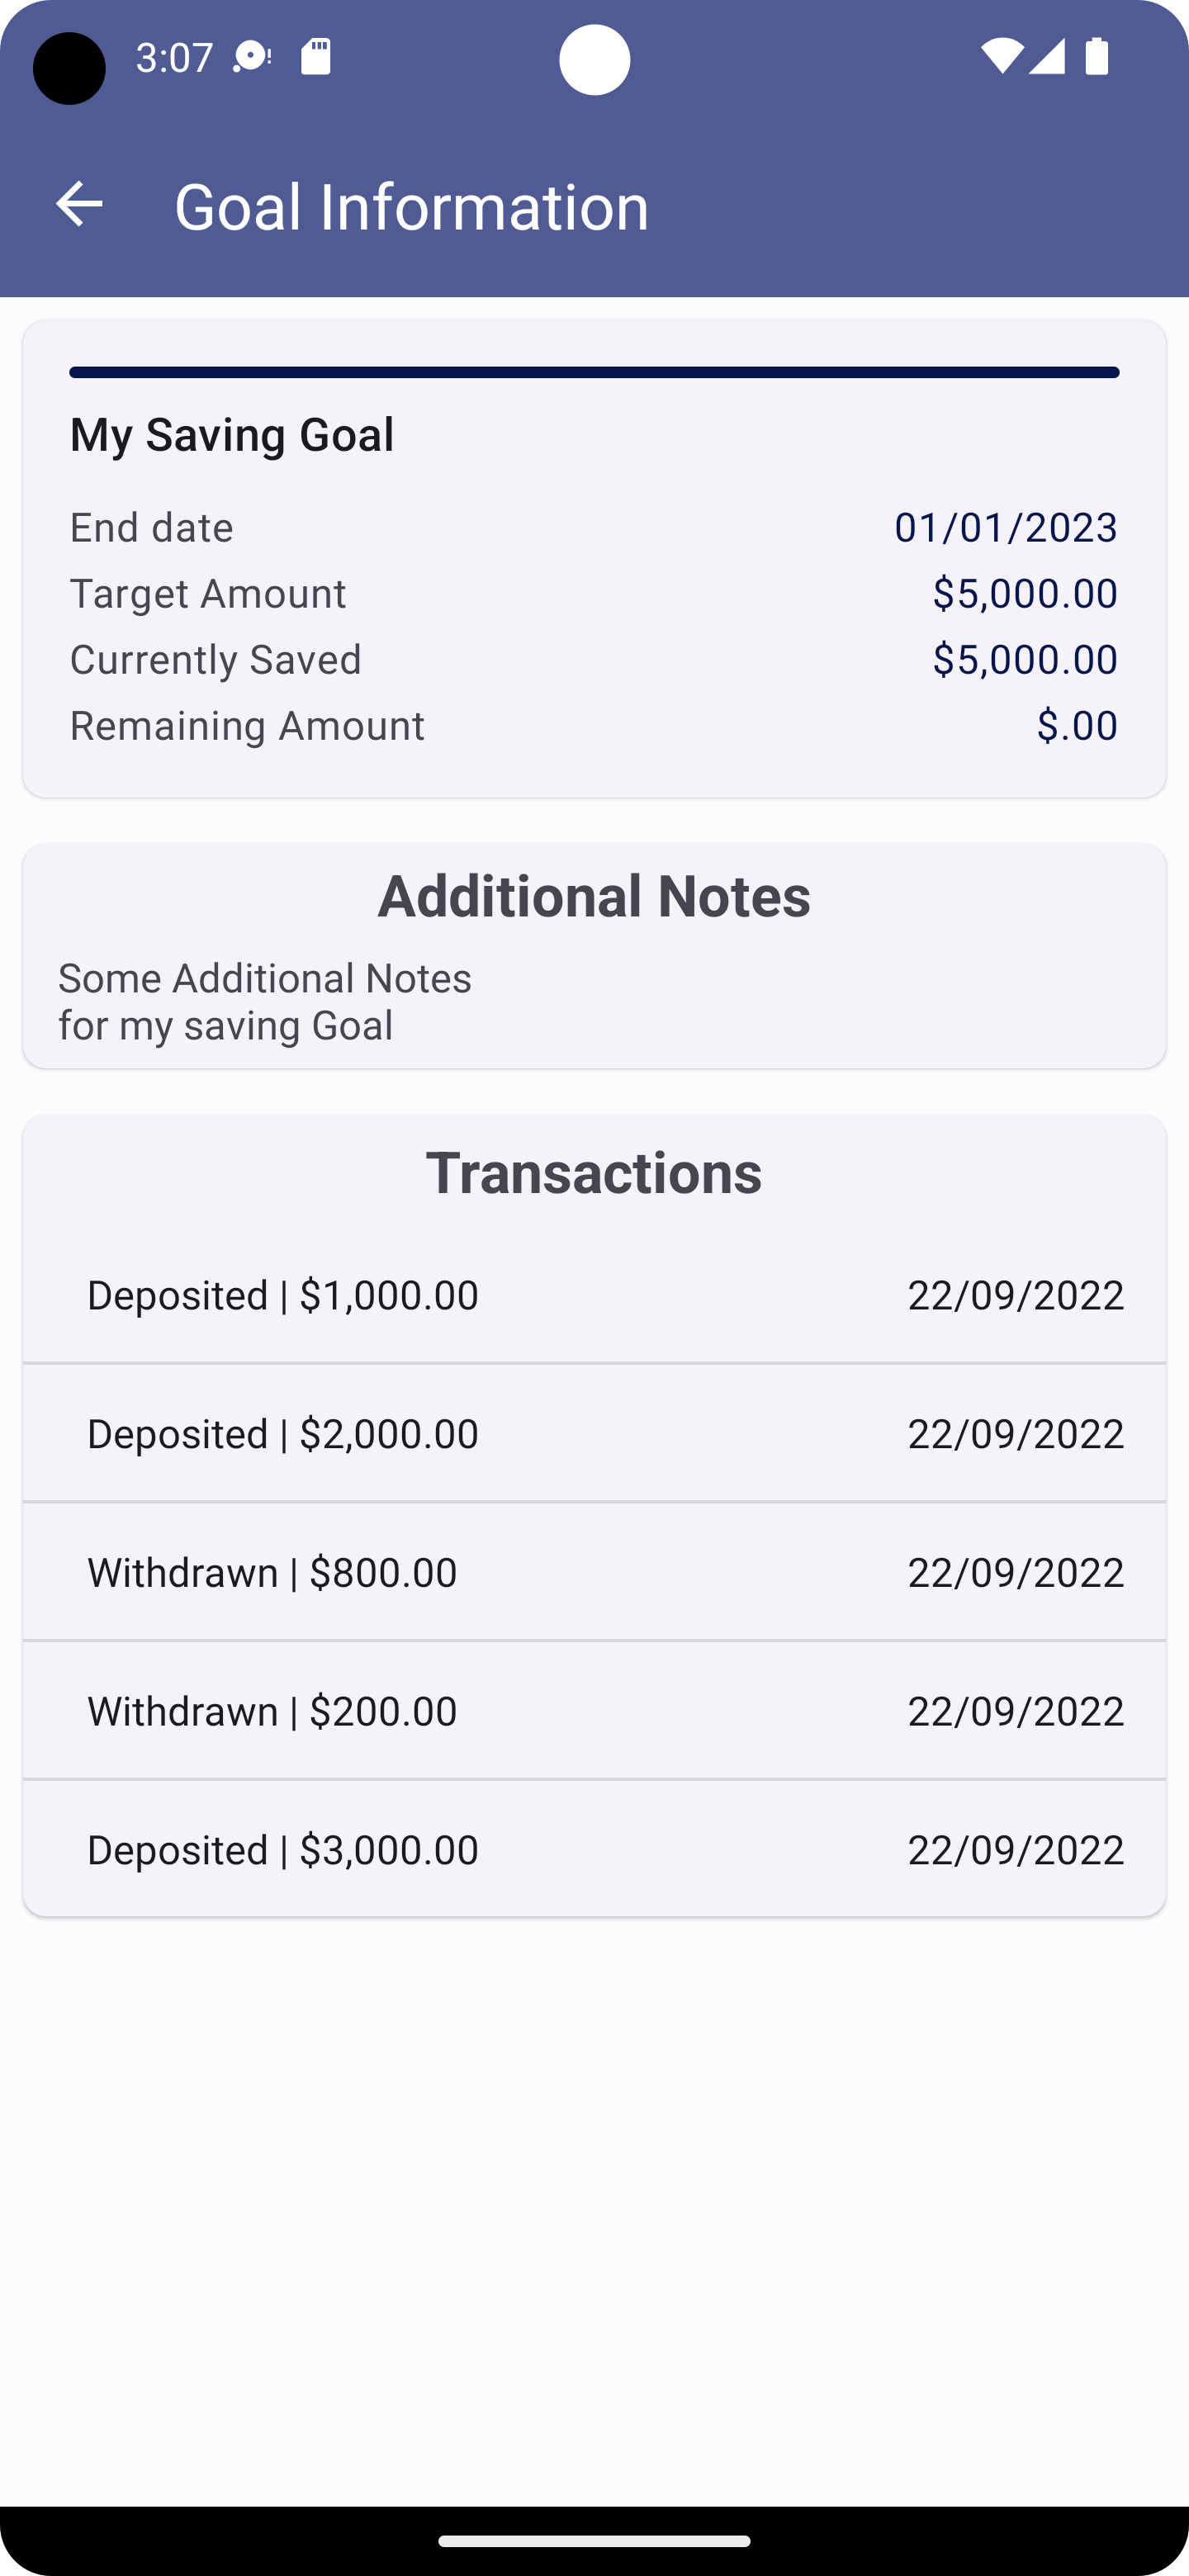 3:07
Goal Information
My Saving Goal
End date 01/01/2023
Target Amount $5,000.00
Currently Saved $5,000.00
Remaining Amount $.00
Additional Notes
Some Additional Notes
for my saving Goal
Transactions
Deposited | $1,000.00 22/09/2022
Deposited | $2,000.00 22/09/2022
Withdrawn | $800.00 22/09/2022
Withdrawn | $200.00 22/09/2022
Deposited | $3,000.00 22/09/2022